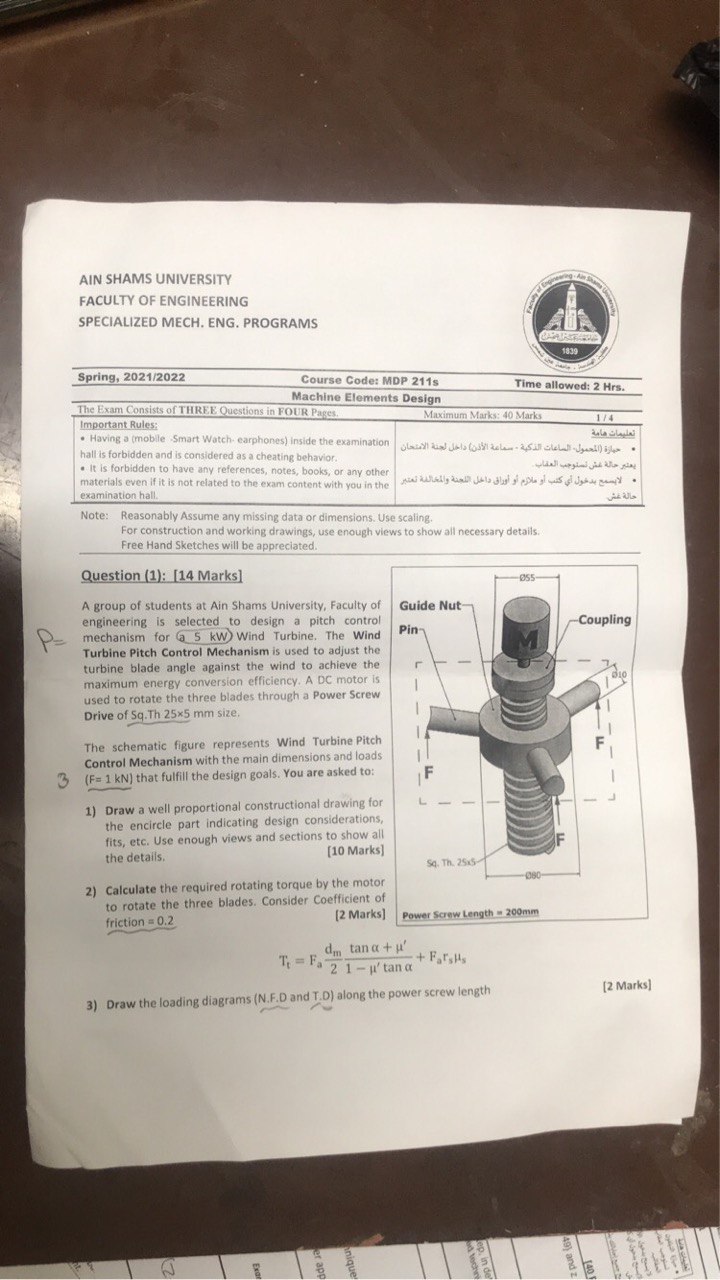 AIN SHAMS UNIVERSITY
FACULTY OF ENGINEERING
SPECIALIZED MECH. ENG. PROGRAMS
Faculty of Engineering - Ain Shams University
1839
Spring, 2021/2022
Course Code: MDP 211s
Time allowed: 2 Hrs.
Machine Elements Design
The Exam Consists of THREE Questions in FOUR Pages.
Maximum Marks: 40 Marks
1/4
Important Rules:
• Having a (mobile -Smart Watch- earphones) inside the examination
hall is forbidden and is considered as a cheating behavior.
• It is forbidden to have any references, notes, books, or any other
materials even if it is not related to the exam content with you in the
examination hall.
تعليمات هامة
• حيازة (المحمول- الساعات الذكية - سماعة الأذن) داخل لجنة الامتحان
يعتبر حالة غش تستوجب العقاب.
• لايسمح بدخول أي كتب أو ملازم أو أوراق داخل اللجنة والمخالفة تعتبر
حالة غش.
Note: Reasonably Assume any missing data or dimensions. Use scaling.
For construction and working drawings, use enough views to show all necessary details.
Free Hand Sketches will be appreciated.
Question (1): [14 Marks]
A group of students at Ain Shams University, Faculty of
engineering is selected to design a pitch control
P=
mechanism for a 5 kW Wind Turbine. The Wind
Turbine Pitch Control Mechanism is used to adjust the
turbine blade angle against the wind to achieve the
maximum energy conversion efficiency. A DC motor is
used to rotate the three blades through a Power Screw
Drive of Sq.Th 25×5 mm size.
The schematic figure represents Wind Turbine Pitch
Control Mechanism with the main dimensions and loads
3
(F= 1 kN) that fulfill the design goals. You are asked to:
1) Draw a well proportional constructional drawing for
the encircle part indicating design considerations,
fits, etc. Use enough views and sections to show all
the details. [10 Marks]
2) Calculate the required rotating torque by the motor
to rotate the three blades. Consider Coefficient of
friction = 0.2 [2 Marks]
Ø55
Guide Nut
Coupling
Pin
M
Ø10
F
F
F
Sq. Th. 25x5
Ø80
Power Screw Length = 200mm
Tt = Fa dm/2 (tan α + μ′)/(1 − μ′ tan α) + Fa rs μs
3) Draw the loading diagrams (N.F.D and T.D) along the power screw length
[2 Marks]